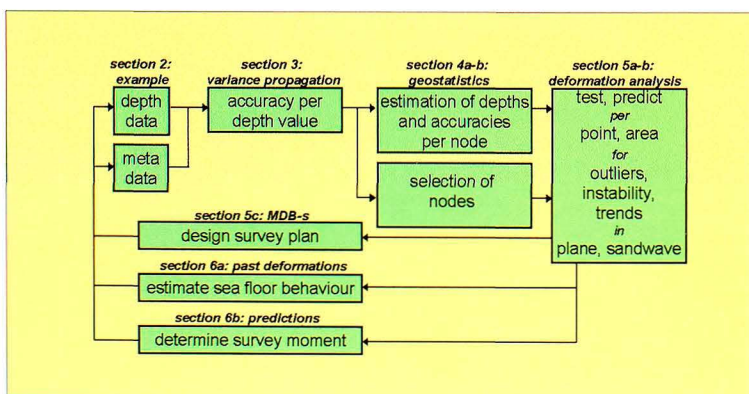 section 2:
example
depth
data
meta
data
section 3:
variance propagation
accuracy per
depth value
section 4a-b:
geostatistics
estimation of depths
and accuracies
per node
selection of
nodes
section 5a-b:
deformation analysis
test, predict
per
point, area
for
outliers,
instability,
trends
in
plane, sandwave
section 5c: MDB-s
design survey plan
section 6a: past deformations
estimate sea floor behaviour
section 6b: predictions
determine survey moment